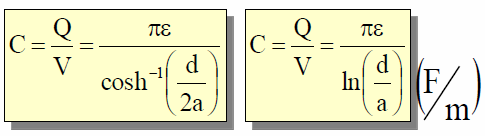 C = Q/V = πε / cosh⁻¹(d/2a)
C = Q/V = πε / ln(d/a) (F/m)